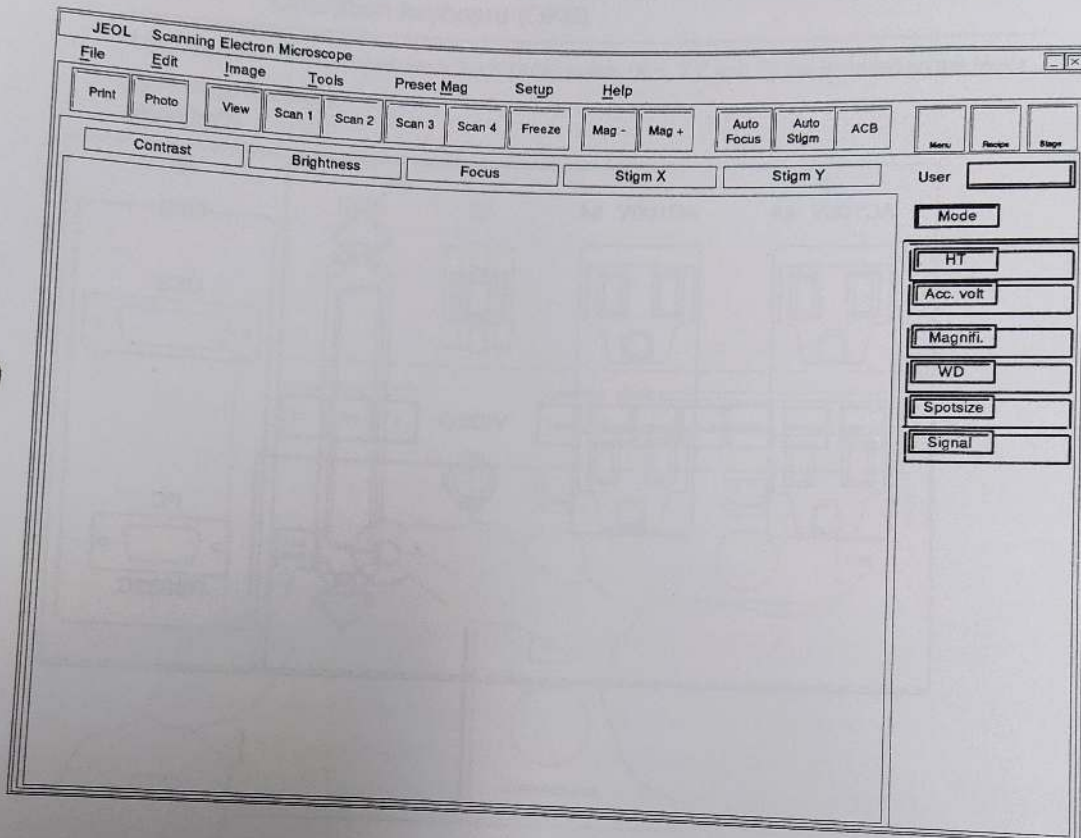 JEOL Scanning Electron Microscope
File Edit Image Tools Preset Mag Setup Help
Print Photo View Scan 1 Scan 2 Scan 3 Scan 4 Freeze Mag - Mag + Auto Focus Auto Stigm ACB Menu Recipe Stage
Contrast Brightness Focus Stigm X Stigm Y
User
Mode
HT
Acc. volt
Magnifi.
WD
Spotsize
Signal